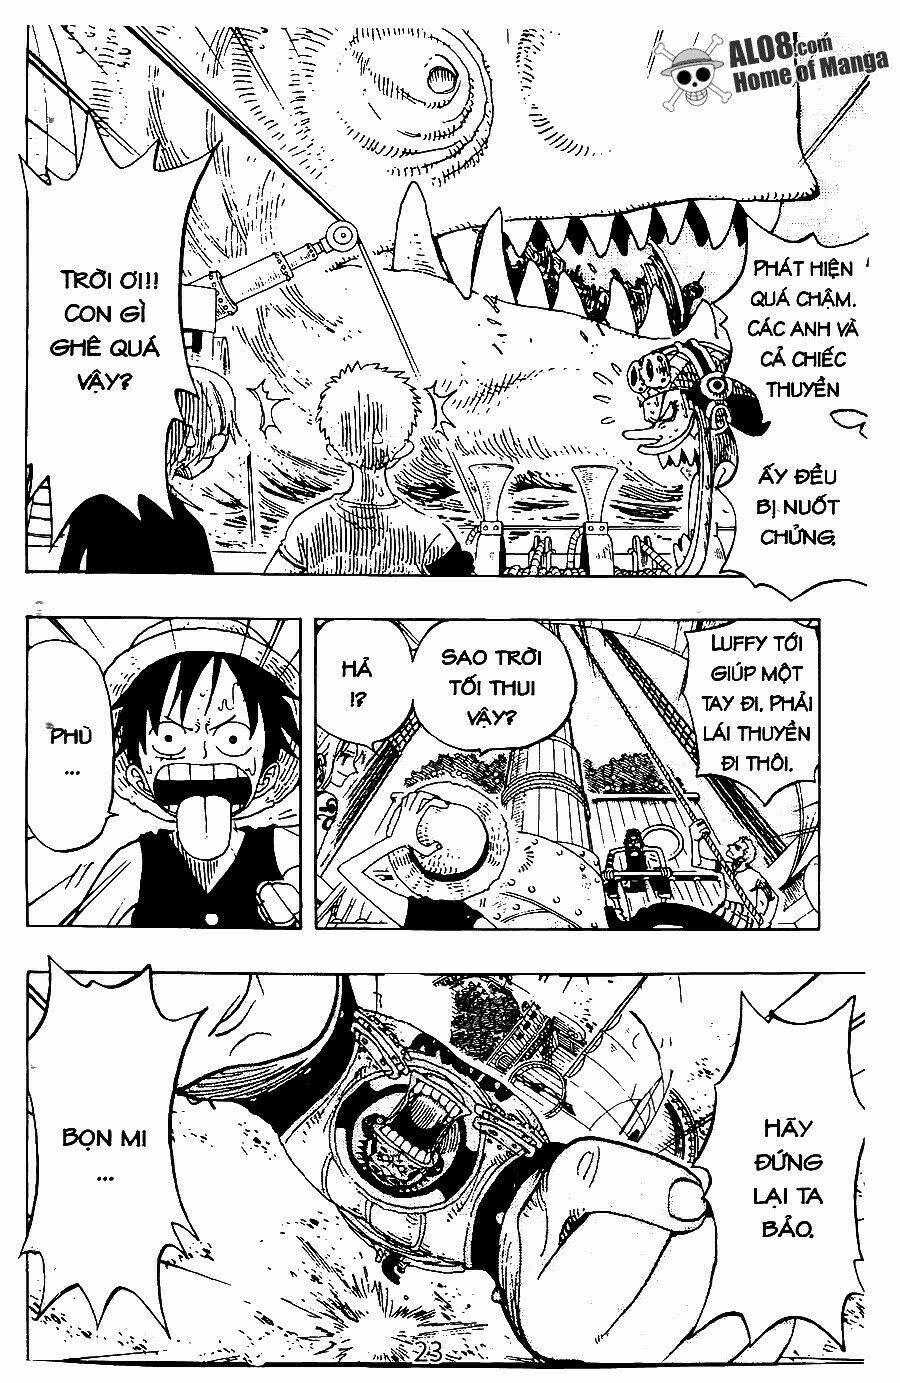 AL08.com
Home of Manga
PHÁT HIỆN
QUÁ CHẬM.
CÁC ANH VÀ
CẢ CHIẾC
THUYỀN
ẤY ĐỀU
BỊ NUỐT
CHỬNG.
TRỜI ƠI!!!
CON GÌ
GHÊ QUÁ
VẬY?
LUFFY TỚI
GIÚP MỘT
TAY ĐI. PHẢI
LÁI THUYỀN
ĐI THÔI.
SAO TRỜI
TỐI THUI
VẬY?
HẢ
!?
PHÙ
...
HÃY
ĐỨNG
LẠI TA
BẢO.
BỌN MI
...
23